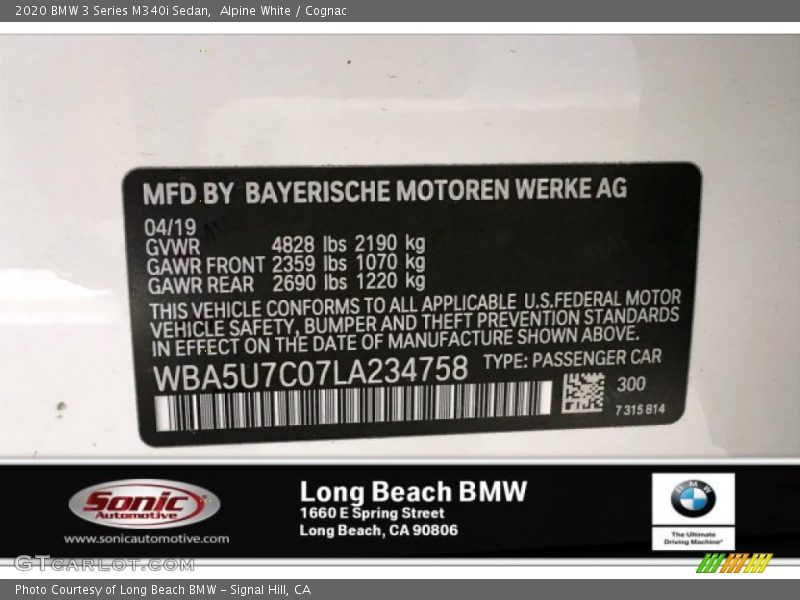 2020 BMW 3 Series M340i Sedan, Alpine White / Cognac
MFD BY BAYERISCHE MOTOREN WERKE AG
04/19
GVWR 4828 lbs 2190 kg
GAWR FRONT 2359 lbs 1070 kg
GAWR REAR 2690 lbs 1220 kg
THIS VEHICLE CONFORMS TO ALL APPLICABLE U.S.FEDERAL MOTOR
VEHICLE SAFETY, BUMPER AND THEFT PREVENTION STANDARDS
IN EFFECT ON THE DATE OF MANUFACTURE SHOWN ABOVE.
WBA5U7C07LA234758 TYPE: PASSENGER CAR
300
7 315 814
Sonic
Automotive
www.sonicautomotive.com
Long Beach BMW
1660 E Spring Street
Long Beach, CA 90806
BMW
The Ultimate
Driving Machine®
GTcarlot.com
Photo Courtesy of Long Beach BMW - Signal Hill, CA